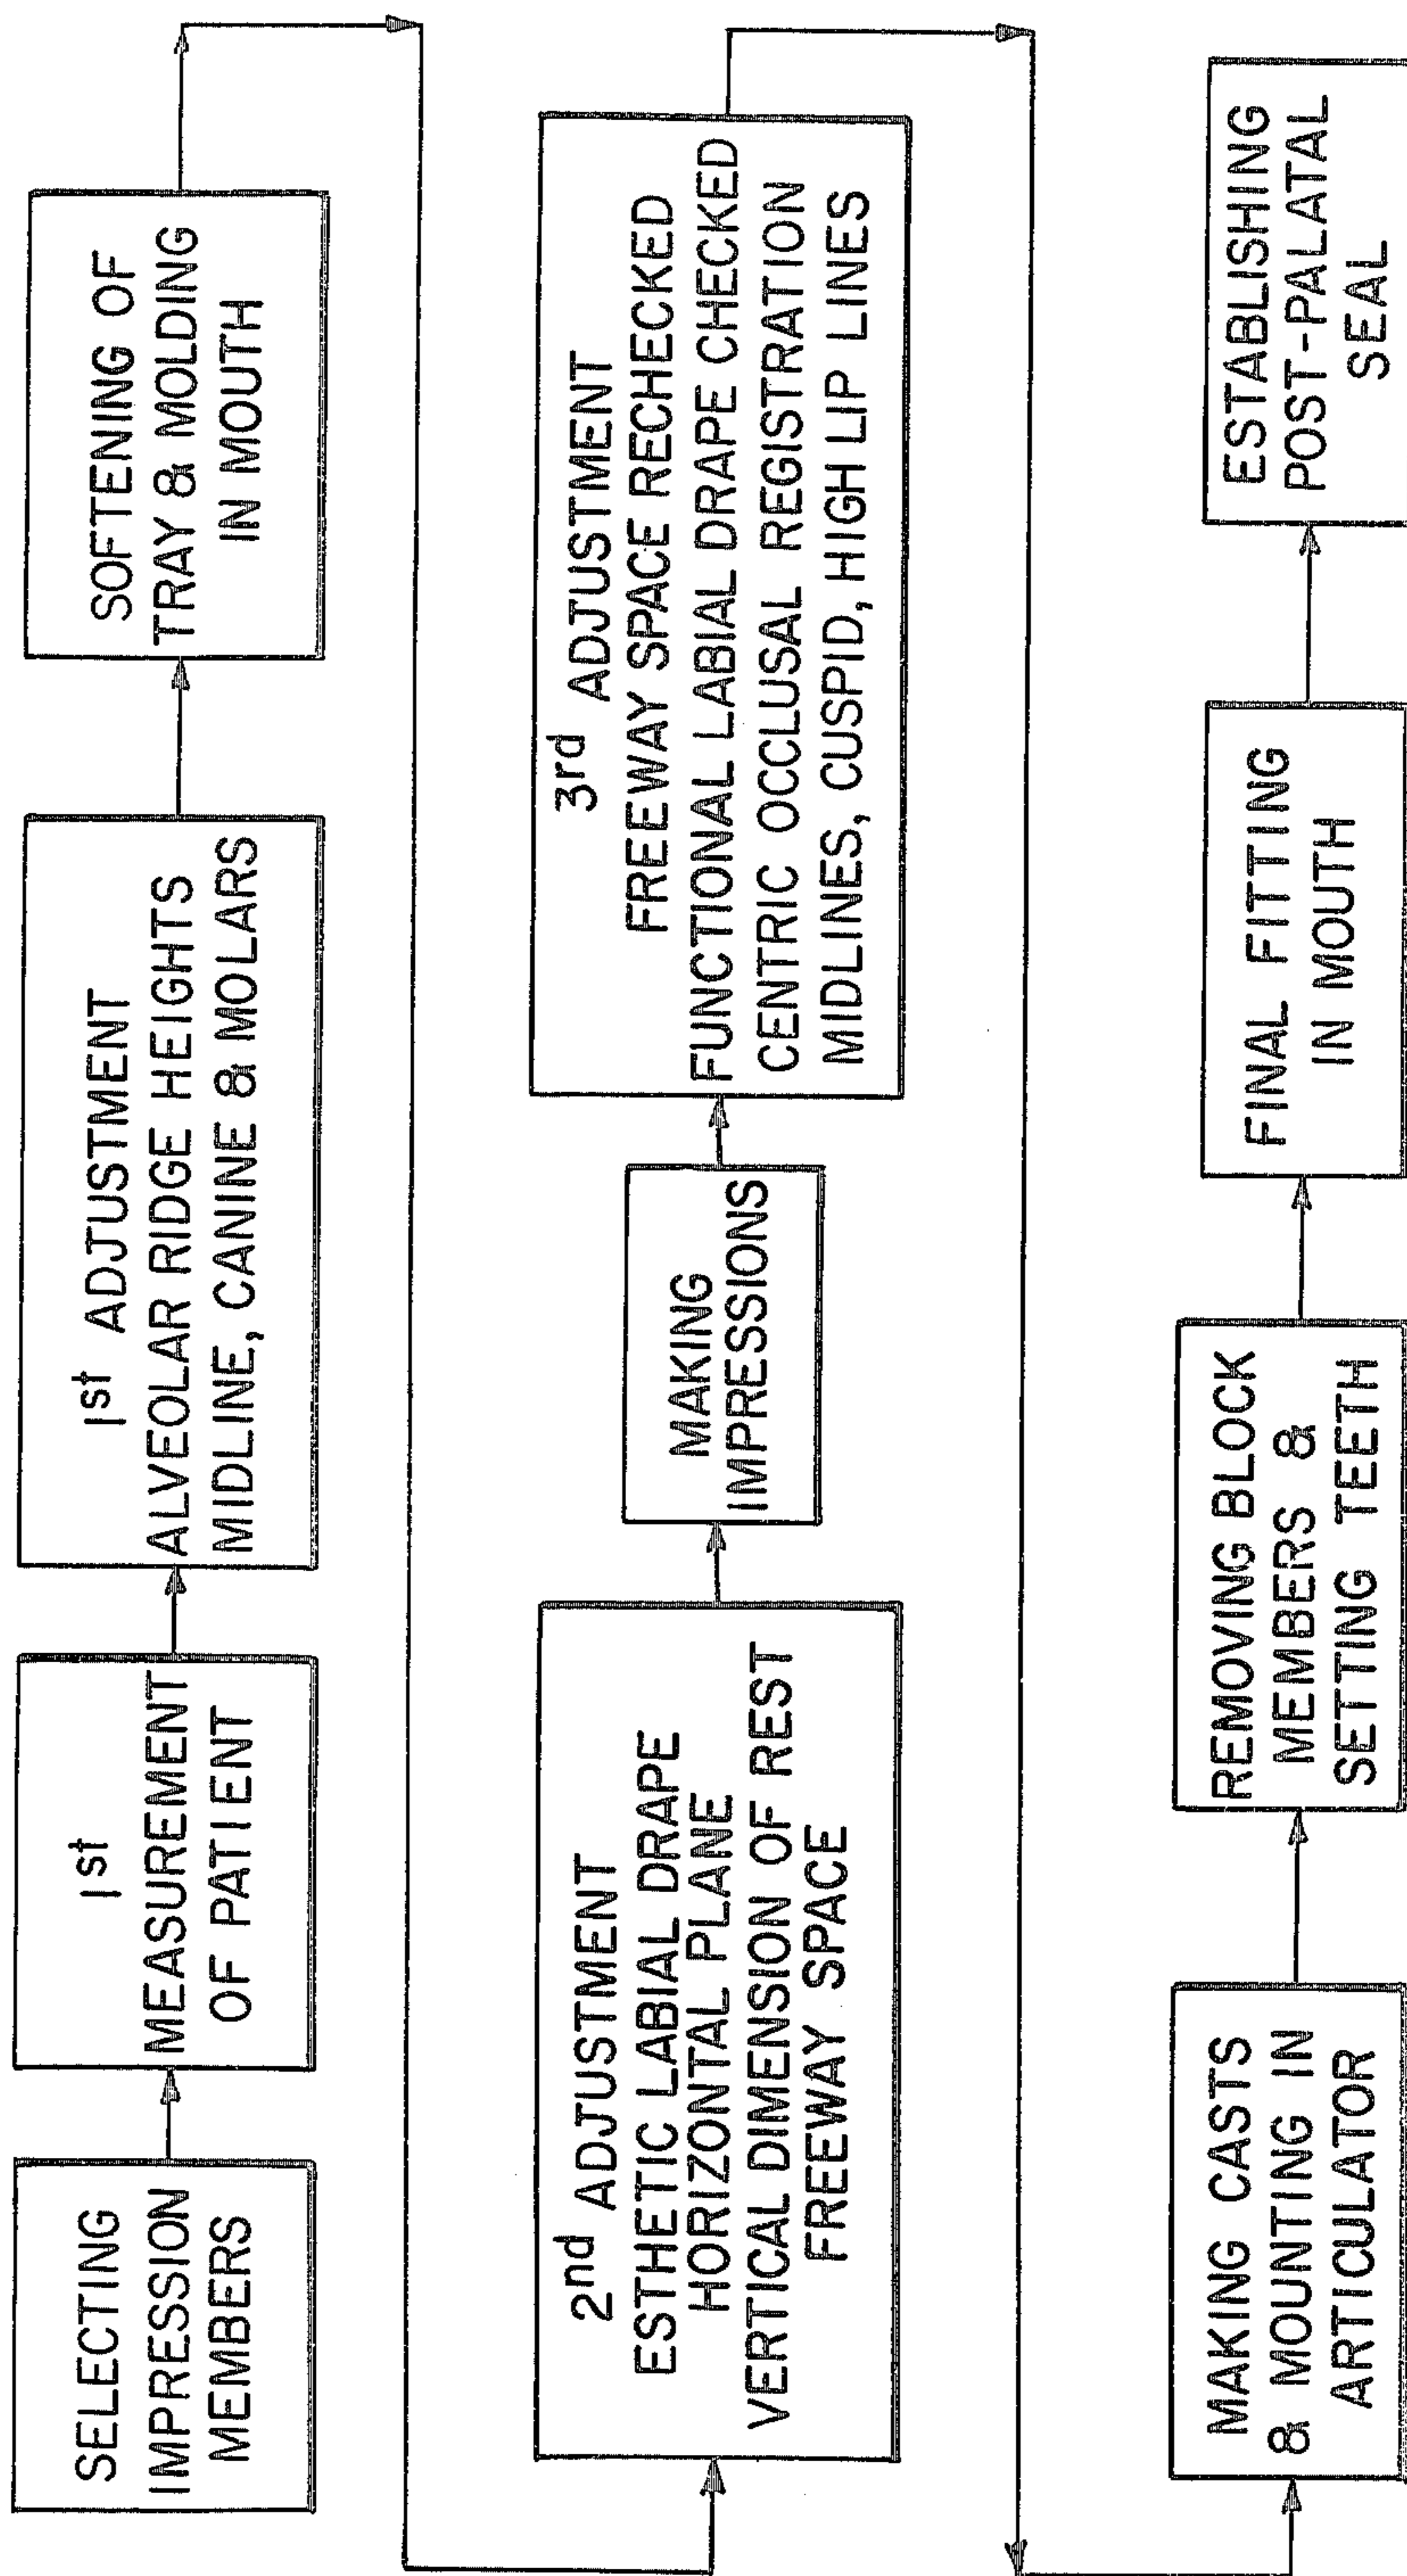 SELECTING
IMPRESSION
MEMBERS
1st
MEASUREMENT
OF PATIENT
1st ADJUSTMENT
ALVEOLAR RIDGE HEIGHTS
MIDLINE, CANINE & MOLARS
SOFTENING OF
TRAY & MOLDING
IN MOUTH
2nd ADJUSTMENT
ESTHETIC LABIAL DRAPE
HORIZONTAL PLANE
VERTICAL DIMENSION OF REST
FREEWAY SPACE
MAKING
IMPRESSIONS
3rd ADJUSTMENT
FREEWAY SPACE RECHECKED
FUNCTIONAL LABIAL DRAPE CHECKED
CENTRIC OCCLUSAL REGISTRATION
MIDLINES, CUSPID, HIGH LIP LINES
MAKING CASTS
& MOUNTING IN
ARTICULATOR
REMOVING BLOCK
MEMBERS &
SETTING TEETH
FINAL FITTING
IN MOUTH
ESTABLISHING
POST-PALATAL
SEAL